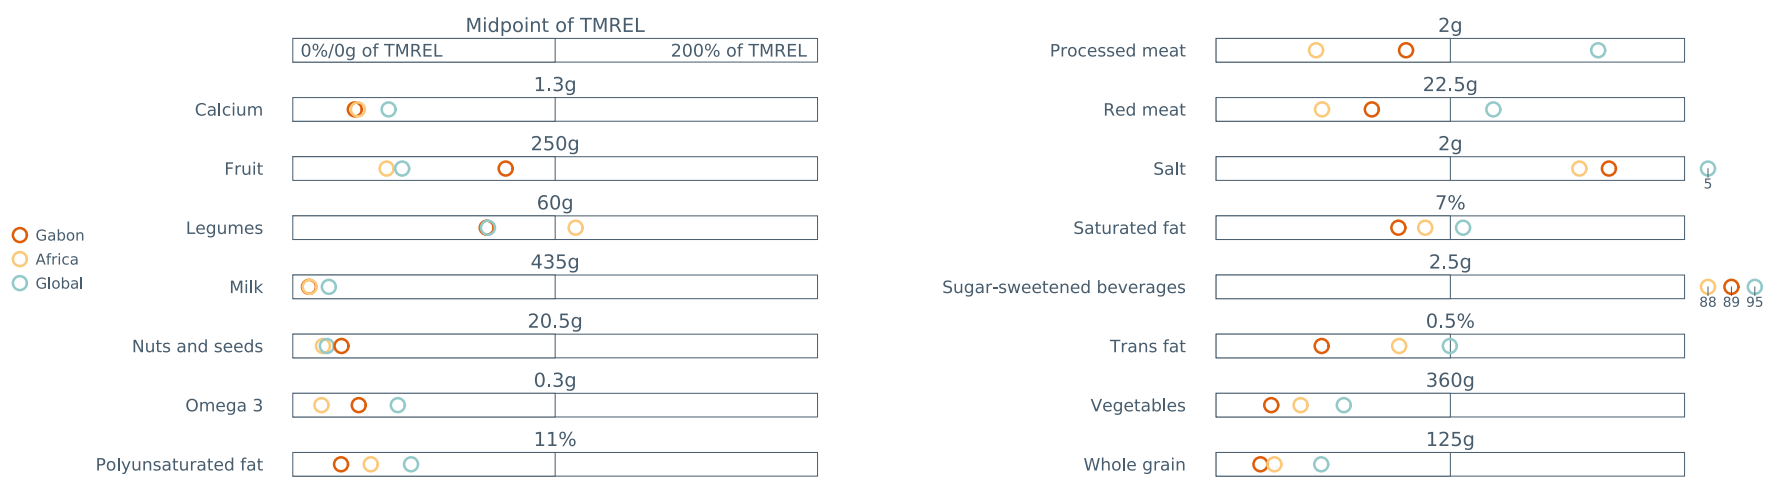 Midpoint of TMREL
0%/0g of TMREL 200% of TMREL
Calcium 1.3g
Fruit 250g
Legumes 60g
Milk 435g
Nuts and seeds 20.5g
Omega 3 0.3g
Polyunsaturated fat 11%
Gabon
Africa
Global
Processed meat 2g
Red meat 22.5g
Salt 2g
5
Saturated fat 7%
Sugar-sweetened beverages 2.5g
88 89 95
Trans fat 0.5%
Vegetables 360g
Whole grain 125g